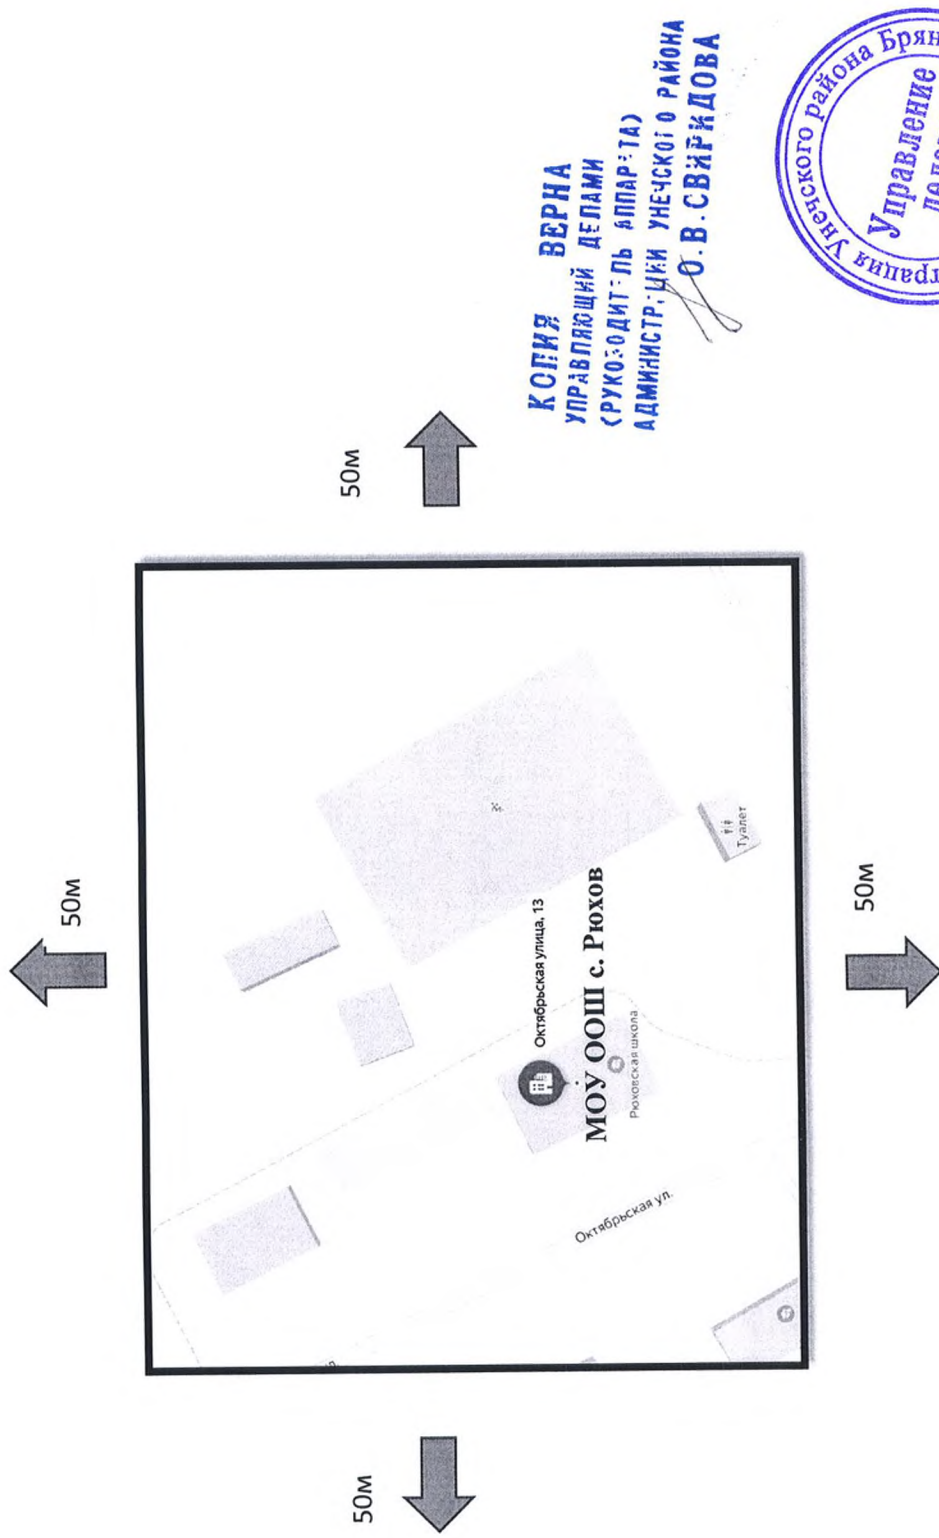 50м
50м
50м
50м
Октябрьская улица, 13
МОУ ООШ с. Рюхов
Рюховская школа
Туалет
Октябрьская ул.
КОПИЯ ВЕРНА
УПРАВЛЯЮЩИЙ ДЕЛАМИ
(РУКОВОДИТЕЛЬ АППАРАТА)
АДМИНИСТРАЦИИ УНЕЧСКОГО РАЙОНА
О.В.СВИРИДОВА
трация Унечского района Брян
Управление